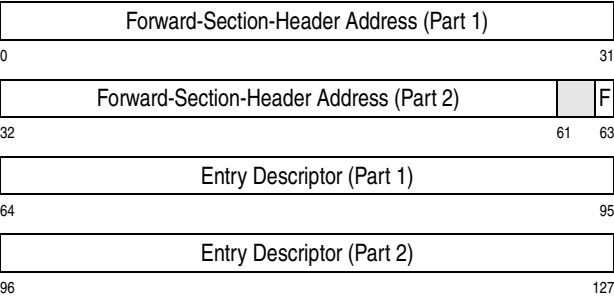 Forward-Section-Header Address (Part 1)
0 31
Forward-Section-Header Address (Part 2) F
32 61 63
Entry Descriptor (Part 1)
64 95
Entry Descriptor (Part 2)
96 127